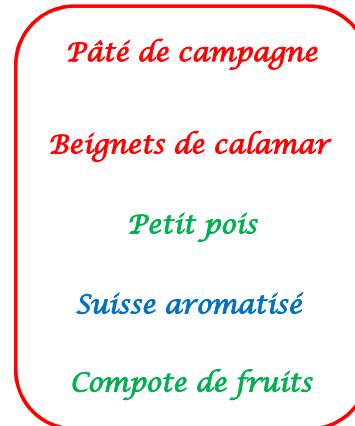 Pâté de campagne
Beignets de calamar
Petit pois
Suisse aromatisé
Compote de fruits